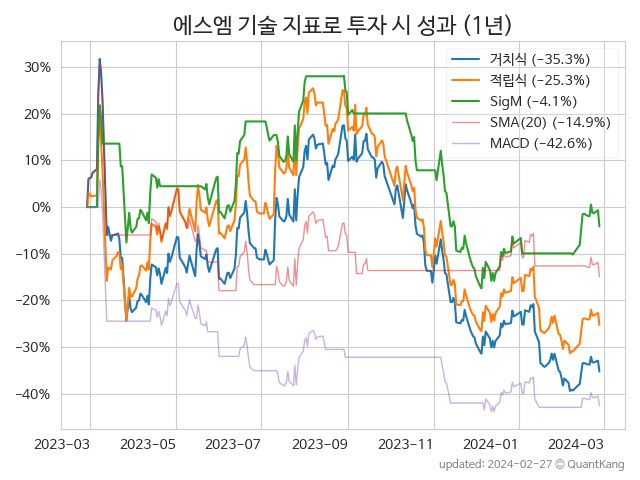 에스엠 기술 지표로 투자 시 성과 (1년)
거치식 (−35.3%)
적립식 (−25.3%)
SigM (−4.1%)
SMA(20) (−14.9%)
MACD (−42.6%)
30%
20%
10%
0%
−10%
−20%
−30%
−40%
2023−03 2023−05 2023−07 2023−09 2023−11 2024−01 2024−03
updated: 2024−02−27 ⓒ QuantKang